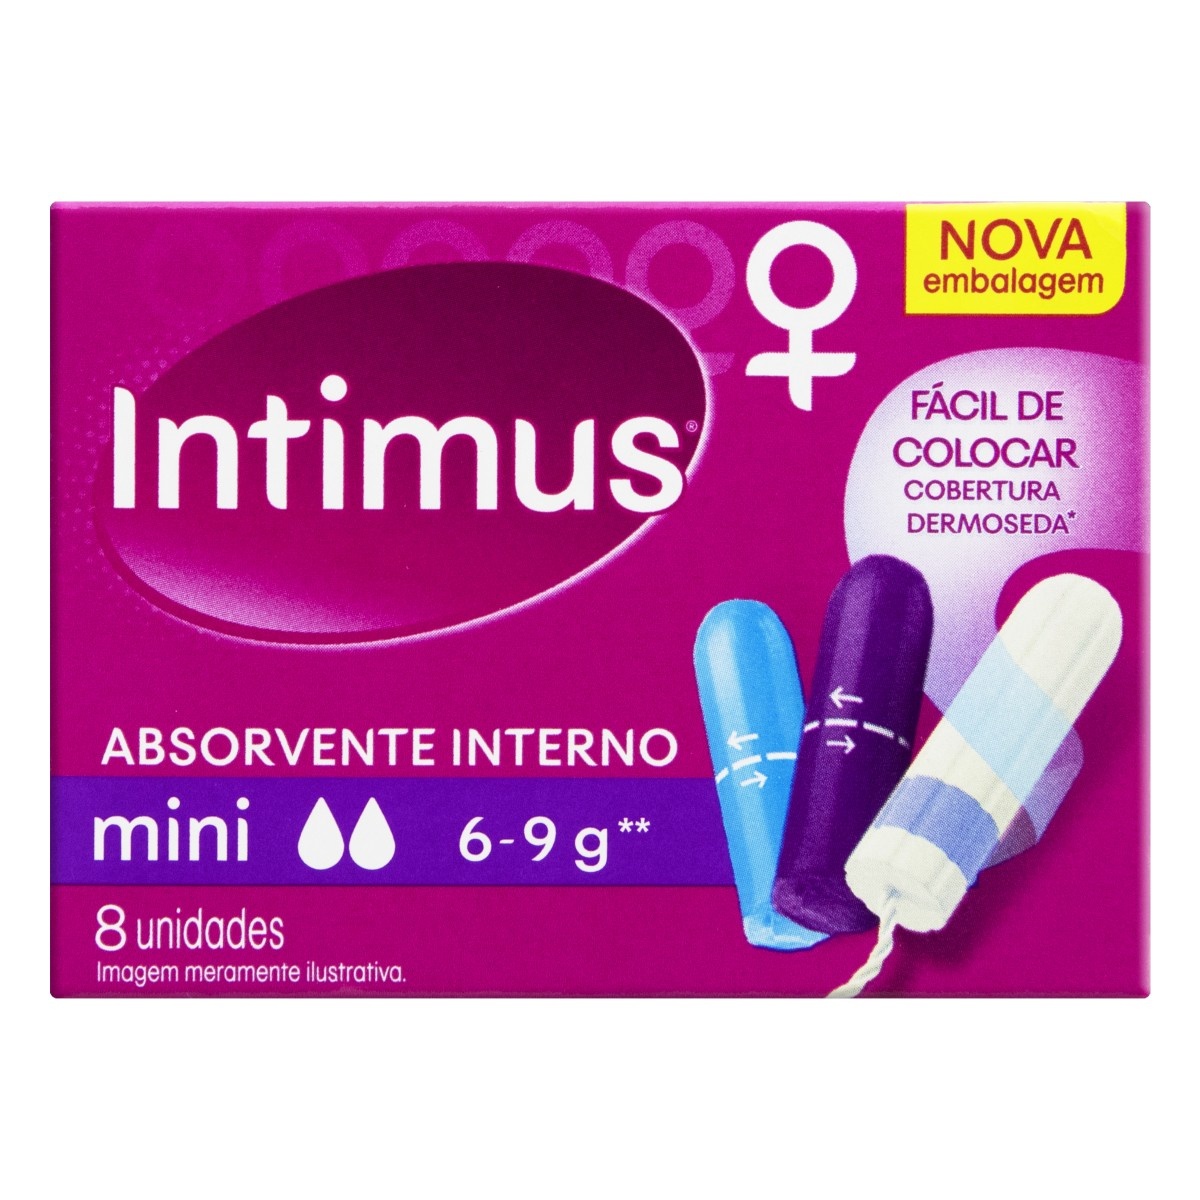 NOVA
embalagem
Intimus®
FÁCIL DE
COLOCAR
COBERTURA
DERMOSEDA*
ABSORVENTE INTERNO
mini 6-9 g**
8 unidades
Imagem meramente ilustrativa.